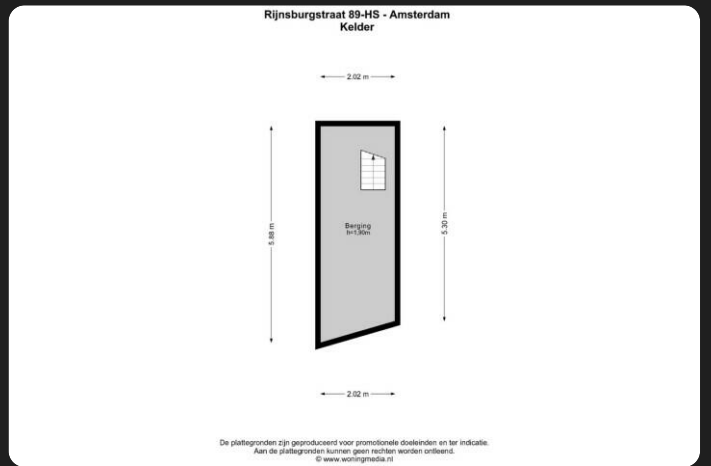 Rijnsburgstraat 89-HS - Amsterdam
Kelder
2.02 m
5.88 m
5.30 m
Berging
h=1,90m
2.02 m
De plattegronden zijn geproduceerd voor promotionele doeleinden en ter indicatie.
Aan de plattegronden kunnen geen rechten worden ontleend.
© www.woningmedia.nl